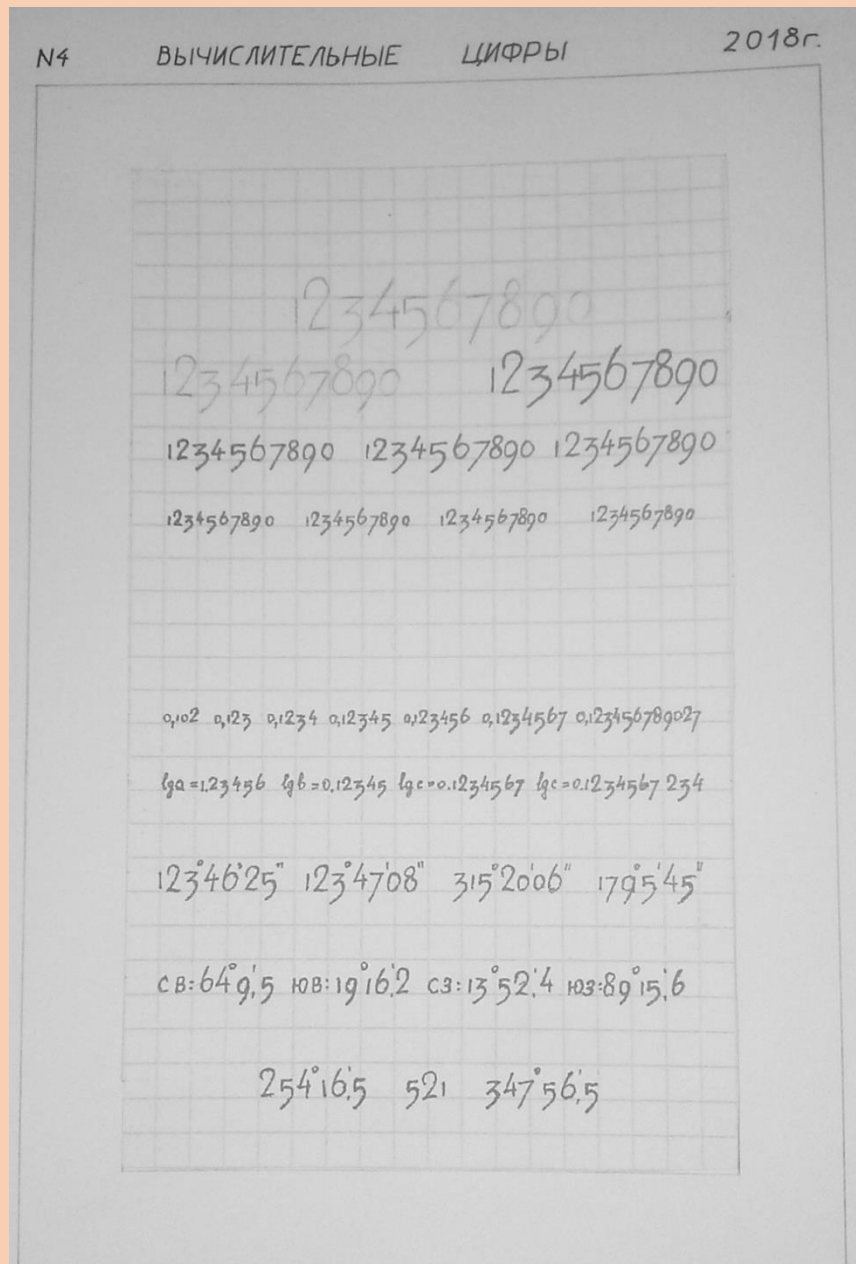 N4 ВЫЧИСЛИТЕЛЬНЫЕ ЦИФРЫ 2018г.
1234567890
1234567890 1234567890
1234567890 1234567890 1234567890
1234567890 1234567890 1234567890 1234567890
0,102 0,123 0,1234 0,12345 0,123456 0,1234567 0,123456789027
lga=1.23456 lgb=0.12345 lgc=0.1234567 lgc=0.1234567 234
123°46'25" 123°47'08" 315°20'06" 179°5'45"
СВ:64°9',5 ЮВ:19°16',2 СЗ:13°52',4 ЮЗ:89°15',6
254°16',5 521 347°56',5